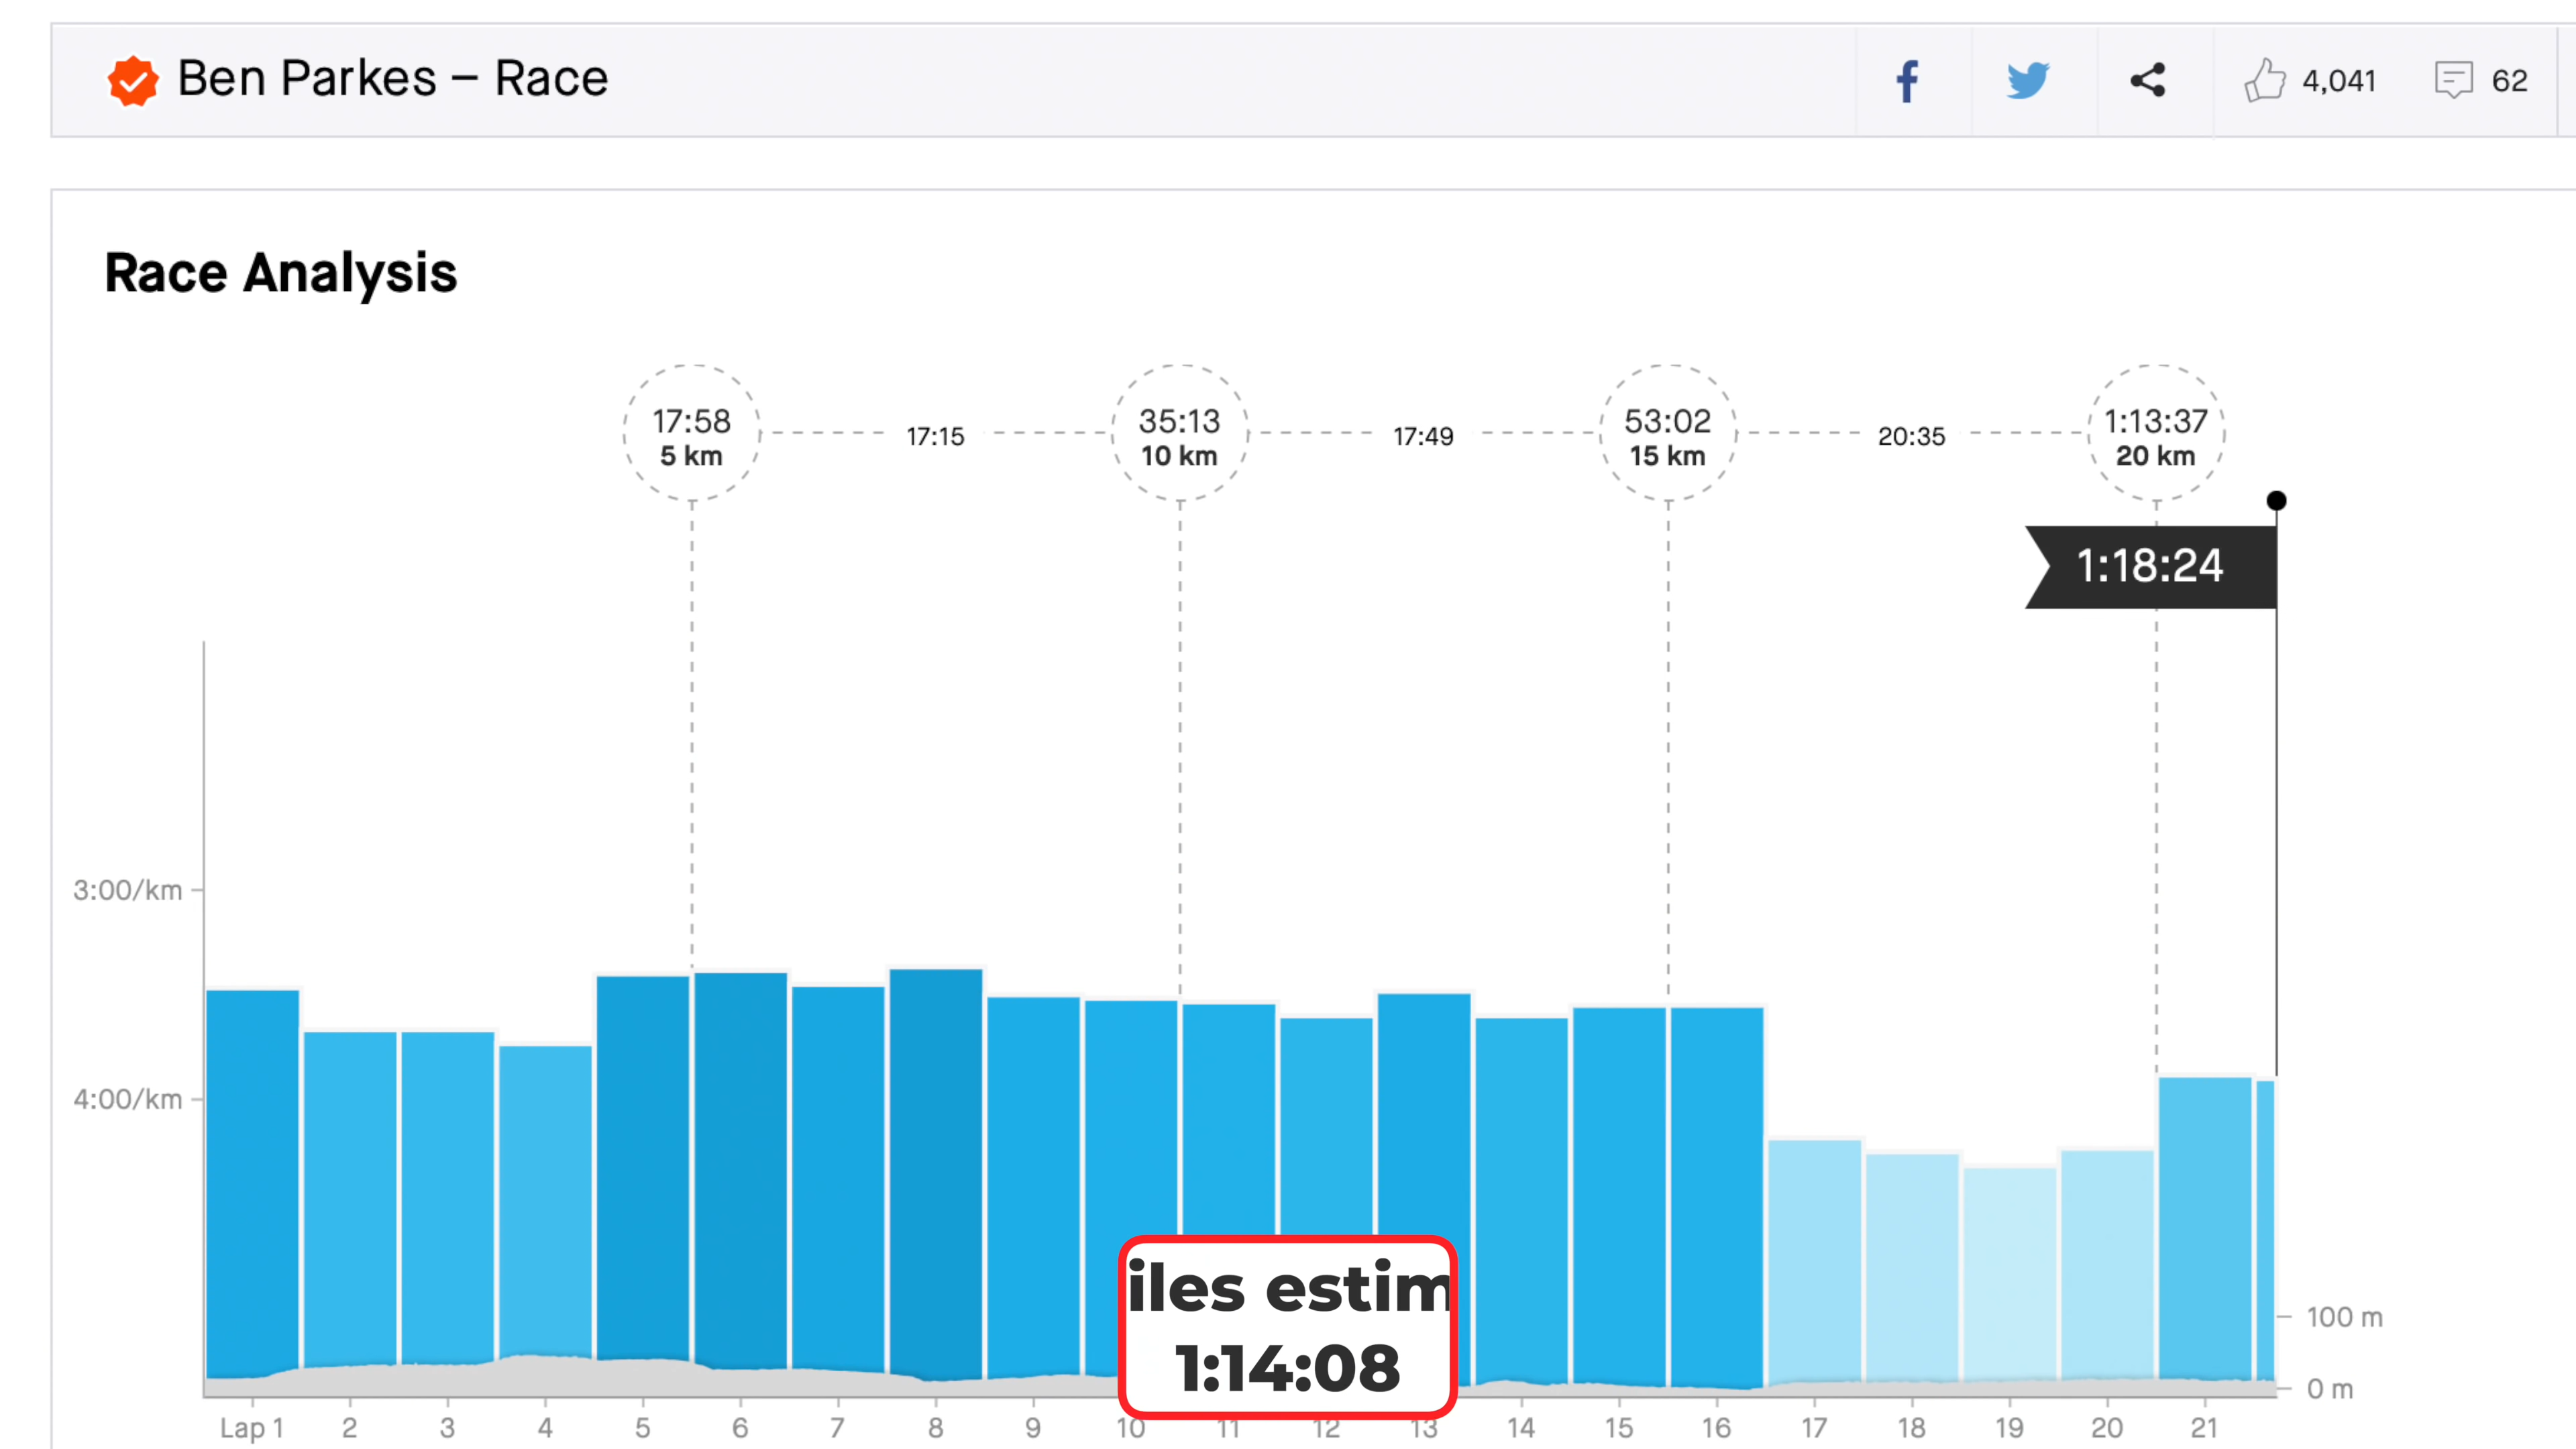 Ben Parkes – Race
4,041
62
Race Analysis
17:58
5 km
17:15
35:13
10 km
17:49
53:02
15 km
20:35
1:13:37
20 km
1:18:24
3:00/km
4:00/km
iles estim
1:14:08
100 m
0 m
Lap 1 2 3 4 5 6 7 8 9 10 11 12 13 14 15 16 17 18 19 20 21